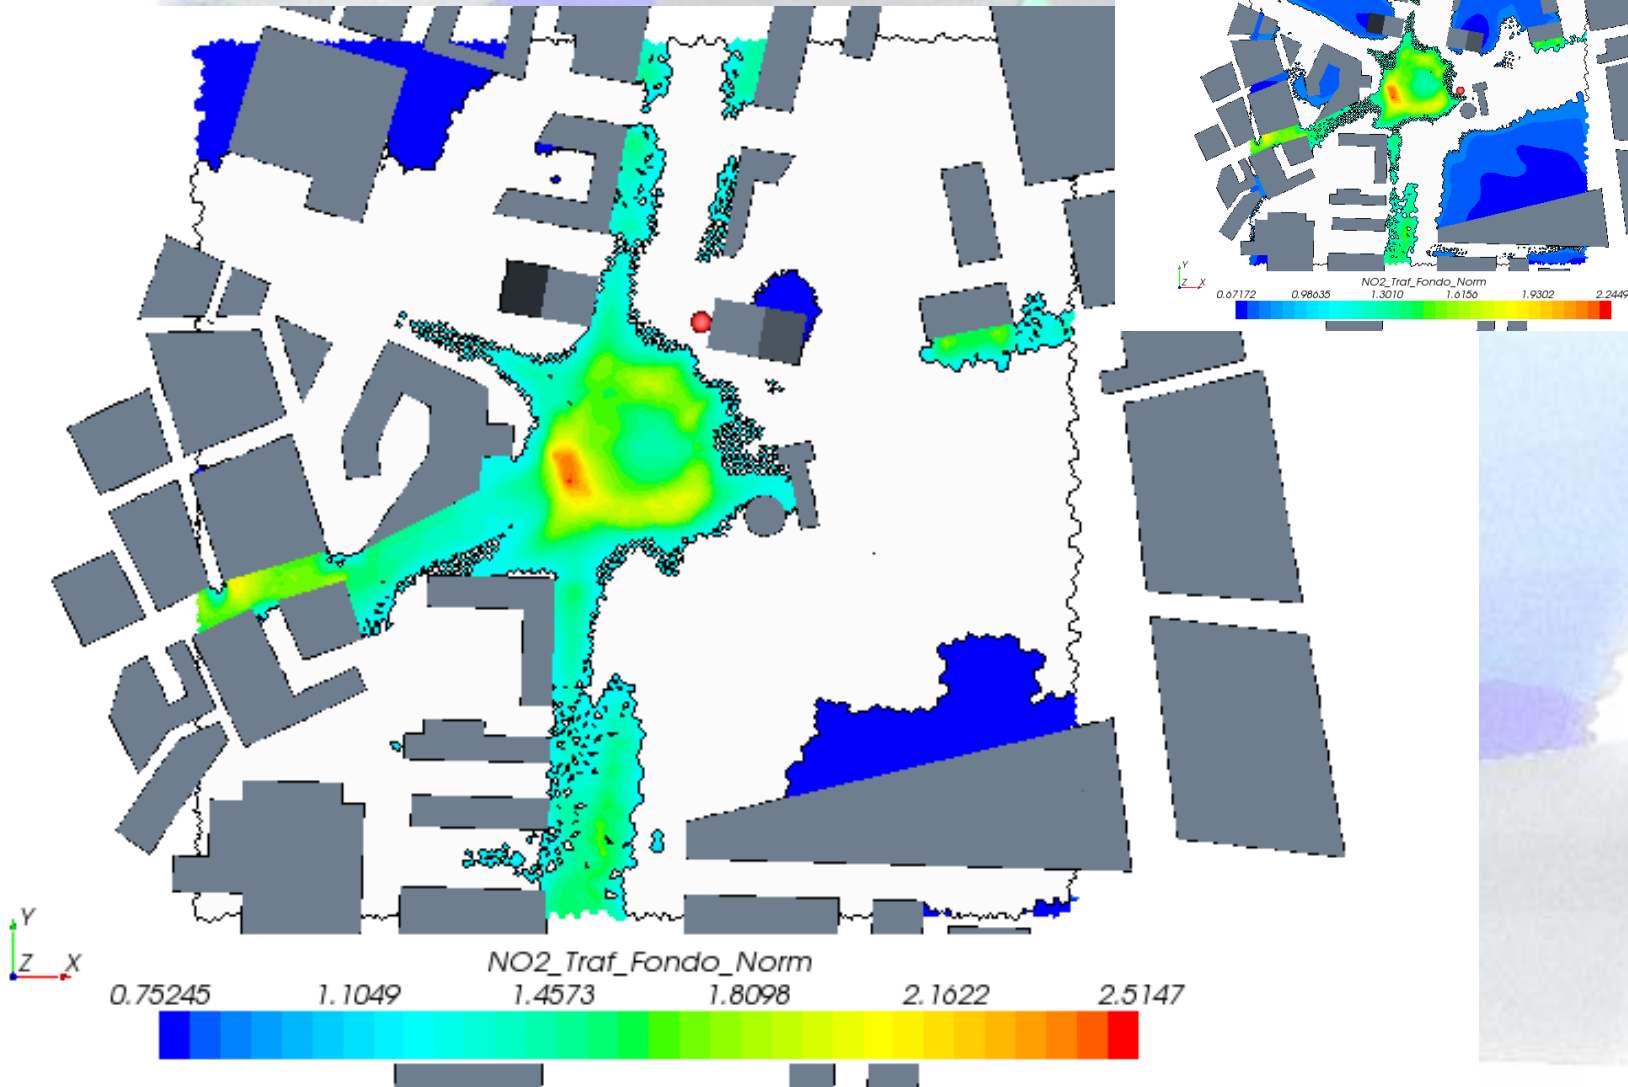 Y
Z X
NO2_Traf_Fondo_Norm
0.67172 0.98635 1.3010 1.6156 1.9302 2.2449
Y
Z X
NO2_Traf_Fondo_Norm
0.75245 1.1049 1.4573 1.8098 2.1622 2.5147